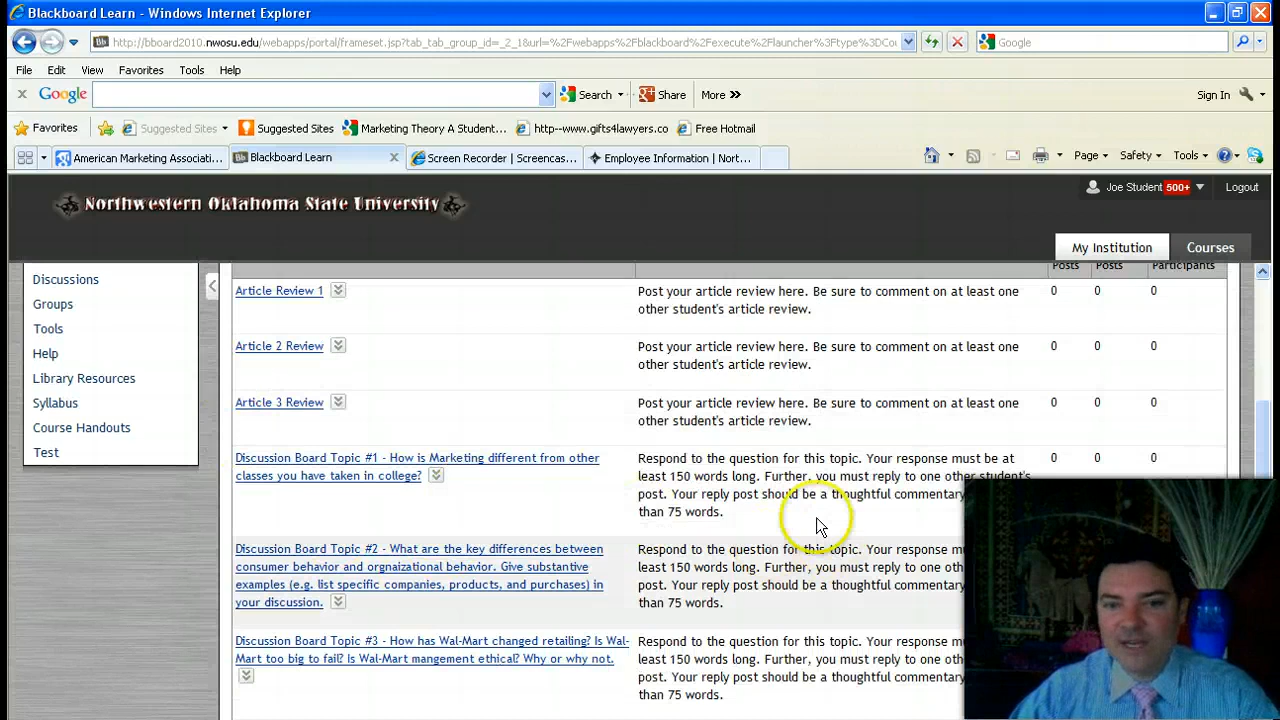 Blackboard Learn - Windows Internet Explorer
http://bboard2010.nwosu.edu/webapps/portal/frameset.jsp?tab_tab_group_id=_2_1&url=%2Fwebapps%2Fblackboard%2Fexecute%2Flauncher%3Ftype%3DCou
Google
File Edit View Favorites Tools Help
x Google Search Share More » Sign In
Favorites Suggested Sites Suggested Sites Marketing Theory A Student... http--www.gifts4lawyers.co Free Hotmail
American Marketing Associati... Blackboard Learn x Screen Recorder | Screens... Employee Information | Nort... Page Safety Tools
Northwestern Oklahoma State University
Joe Student 500+ Logout
My Institution Courses
Discussions
Groups
Tools
Help
Library Resources
Syllabus
Course Handouts
Test
Posts Posts Participants
Article Review 1
Post your article review here. Be sure to comment on at least one
other student's article review.
0 0 0
Article 2 Review
Post your article review here. Be sure to comment on at least one
other student's article review.
0 0 0
Article 3 Review
Post your article review here. Be sure to comment on at least one
other student's article review.
0 0 0
Discussion Board Topic #1 - How is Marketing different from other
classes you have taken in college?
Respond to the question for this topic. Your response must be at
least 150 words long. Further, you must reply to one other student's
post. Your reply post should be a thoughtful commentary
than 75 words.
0 0 0
Discussion Board Topic #2 - What are the key differences between
consumer behavior and orgnaizational behavior. Give substantive
examples (e.g. list specific companies, products, and purchases) in
your discussion.
Respond to the question for this topic. Your response mu
least 150 words long. Further, you must reply to one oth
post. Your reply post should be a thoughtful commentary
than 75 words.
Discussion Board Topic #3 - How has Wal-Mart changed retailing? Is Wal-
Mart too big to fail? Is Wal-Mart mangement ethical? Why or why not.
Respond to the question for this topic. Your response mu
least 150 words long. Further, you must reply to one oth
post. Your reply post should be a thoughtful commentary
than 75 words.